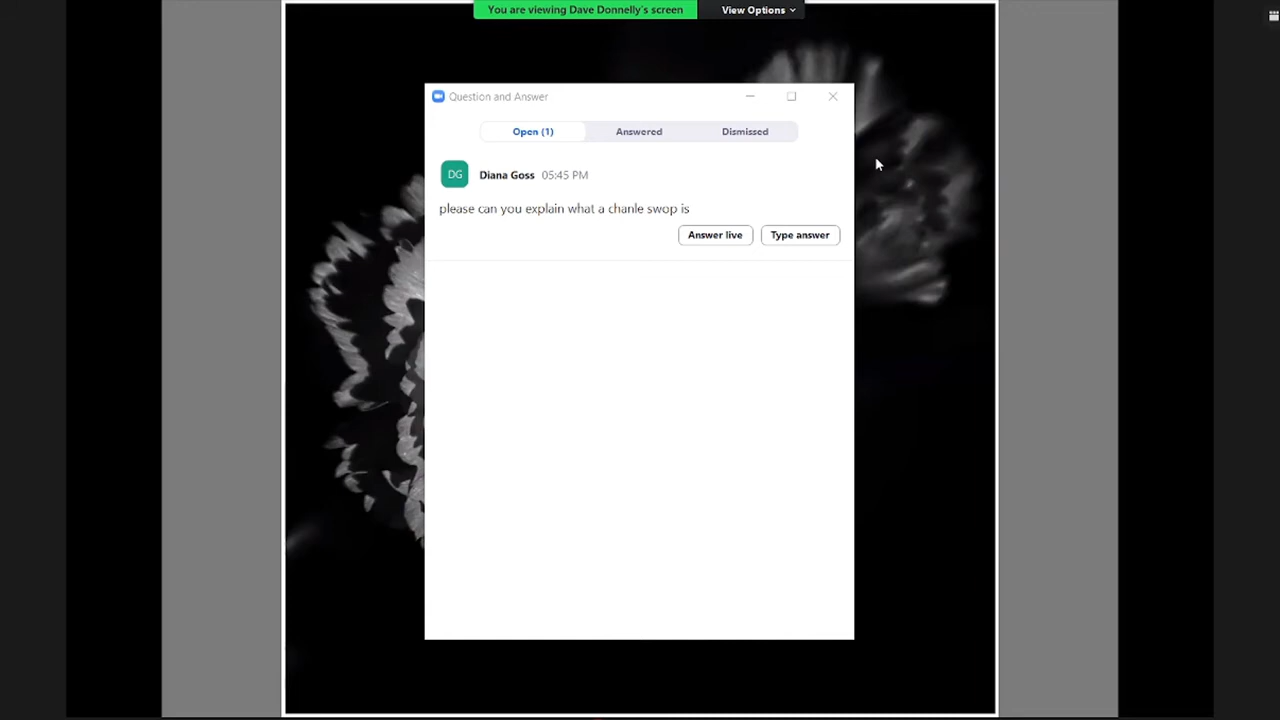 You are viewing Dave Donnelly's screen View Options
Question and Answer
Open (1) Answered Dismissed
DG Diana Goss 05:45 PM
please can you explain what a chanle swop is
Answer live Type answer